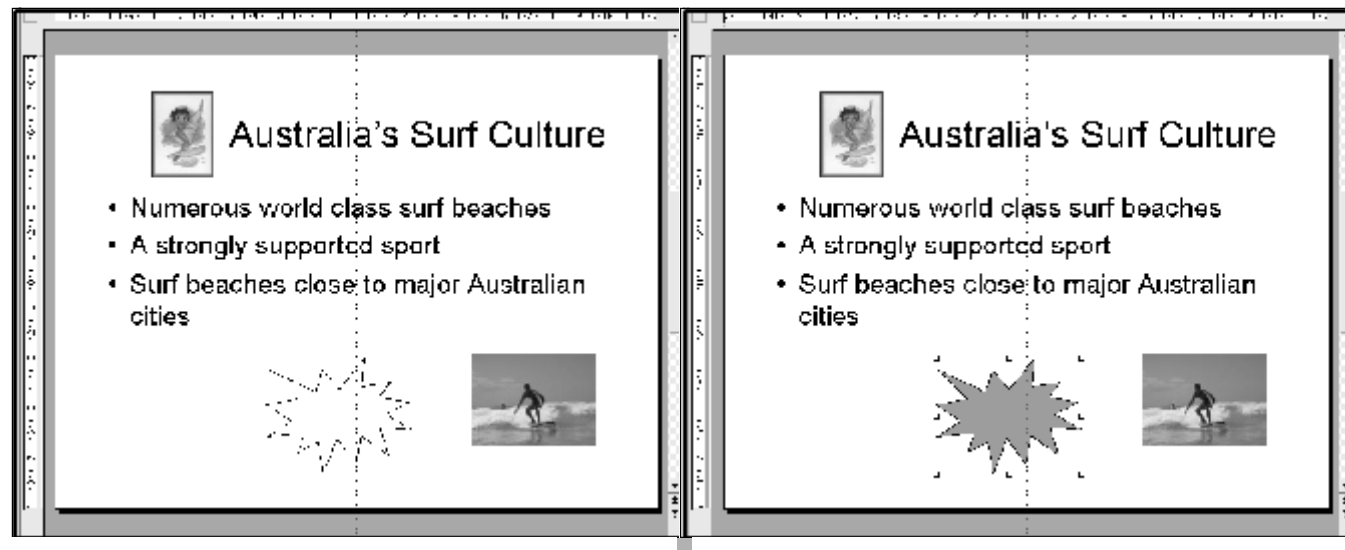 Australia's Surf Culture
• Numerous world class surf beaches
• A strongly supported sport
• Surf beaches close to major Australian
cities
Australia's Surf Culture
• Numerous world class surf beaches
• A strongly supported sport
• Surf beaches close to major Australian
cities